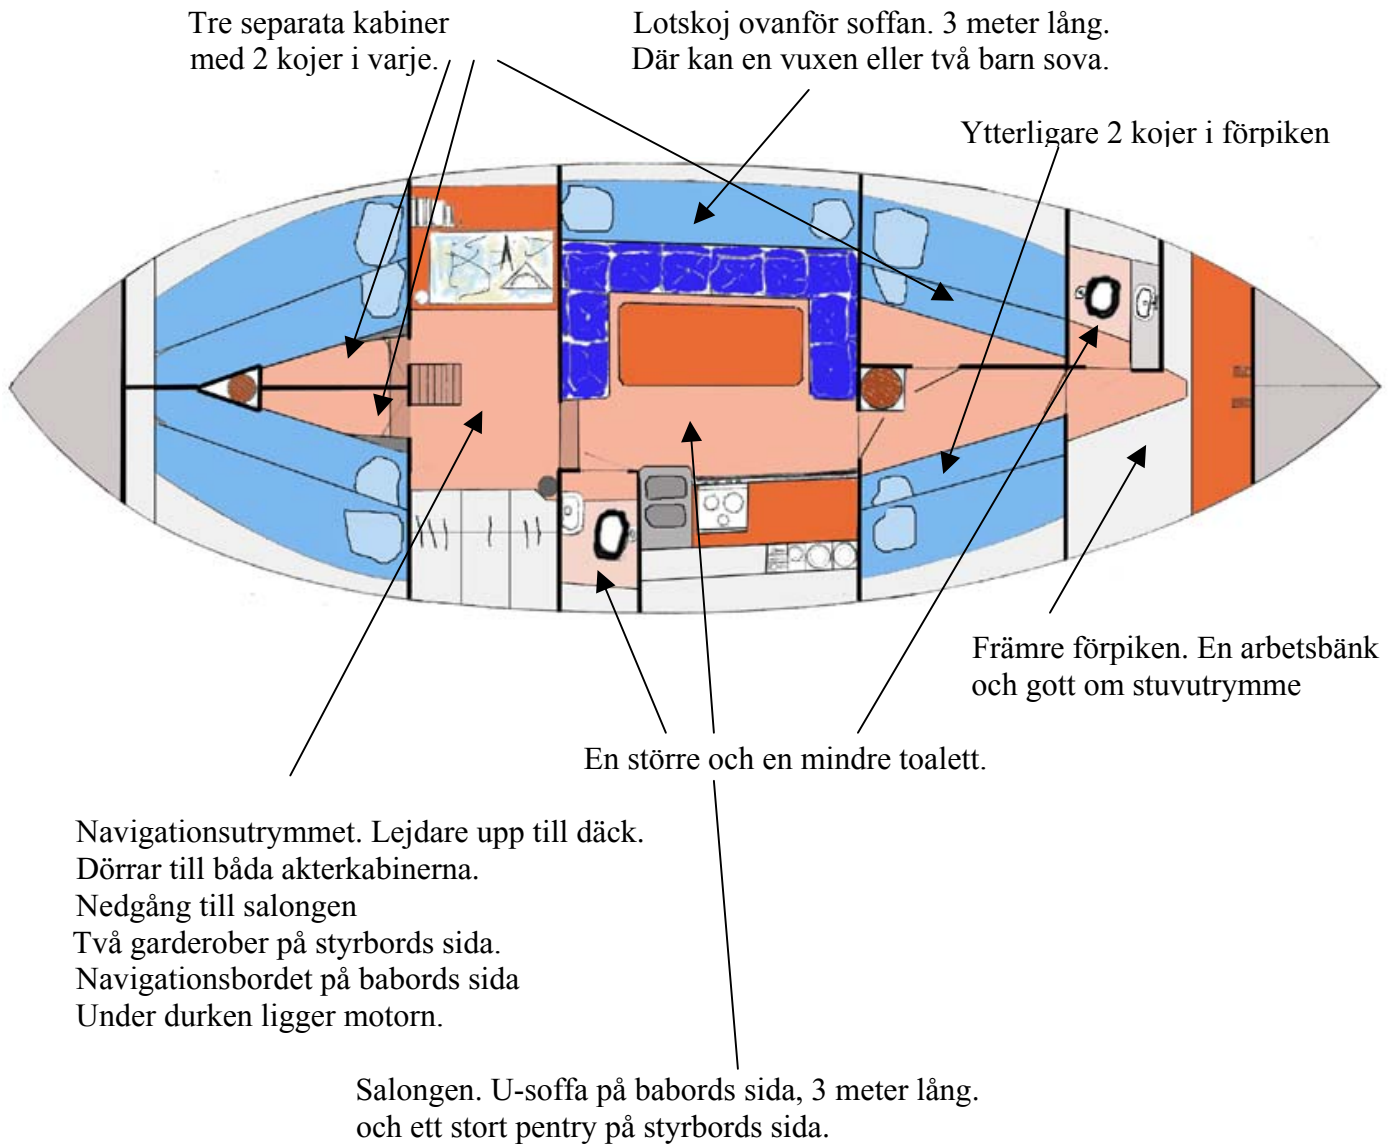 Tre separata kabiner
med 2 kojer i varje.
Lotskoj ovanför soffan. 3 meter lång.
Där kan en vuxen eller två barn sova.
Ytterligare 2 kojer i förpiken
Främre förpiken. En arbetsbänk
och gott om stuvutrymme
En större och en mindre toalett.
Navigationsutrymmet. Lejdare upp till däck.
Dörrar till båda akterkabinerna.
Nedgång till salongen
Två garderober på styrbords sida.
Navigationsbordet på babords sida
Under durken ligger motorn.
Salongen. U-soffa på babords sida, 3 meter lång.
och ett stort pentry på styrbords sida.